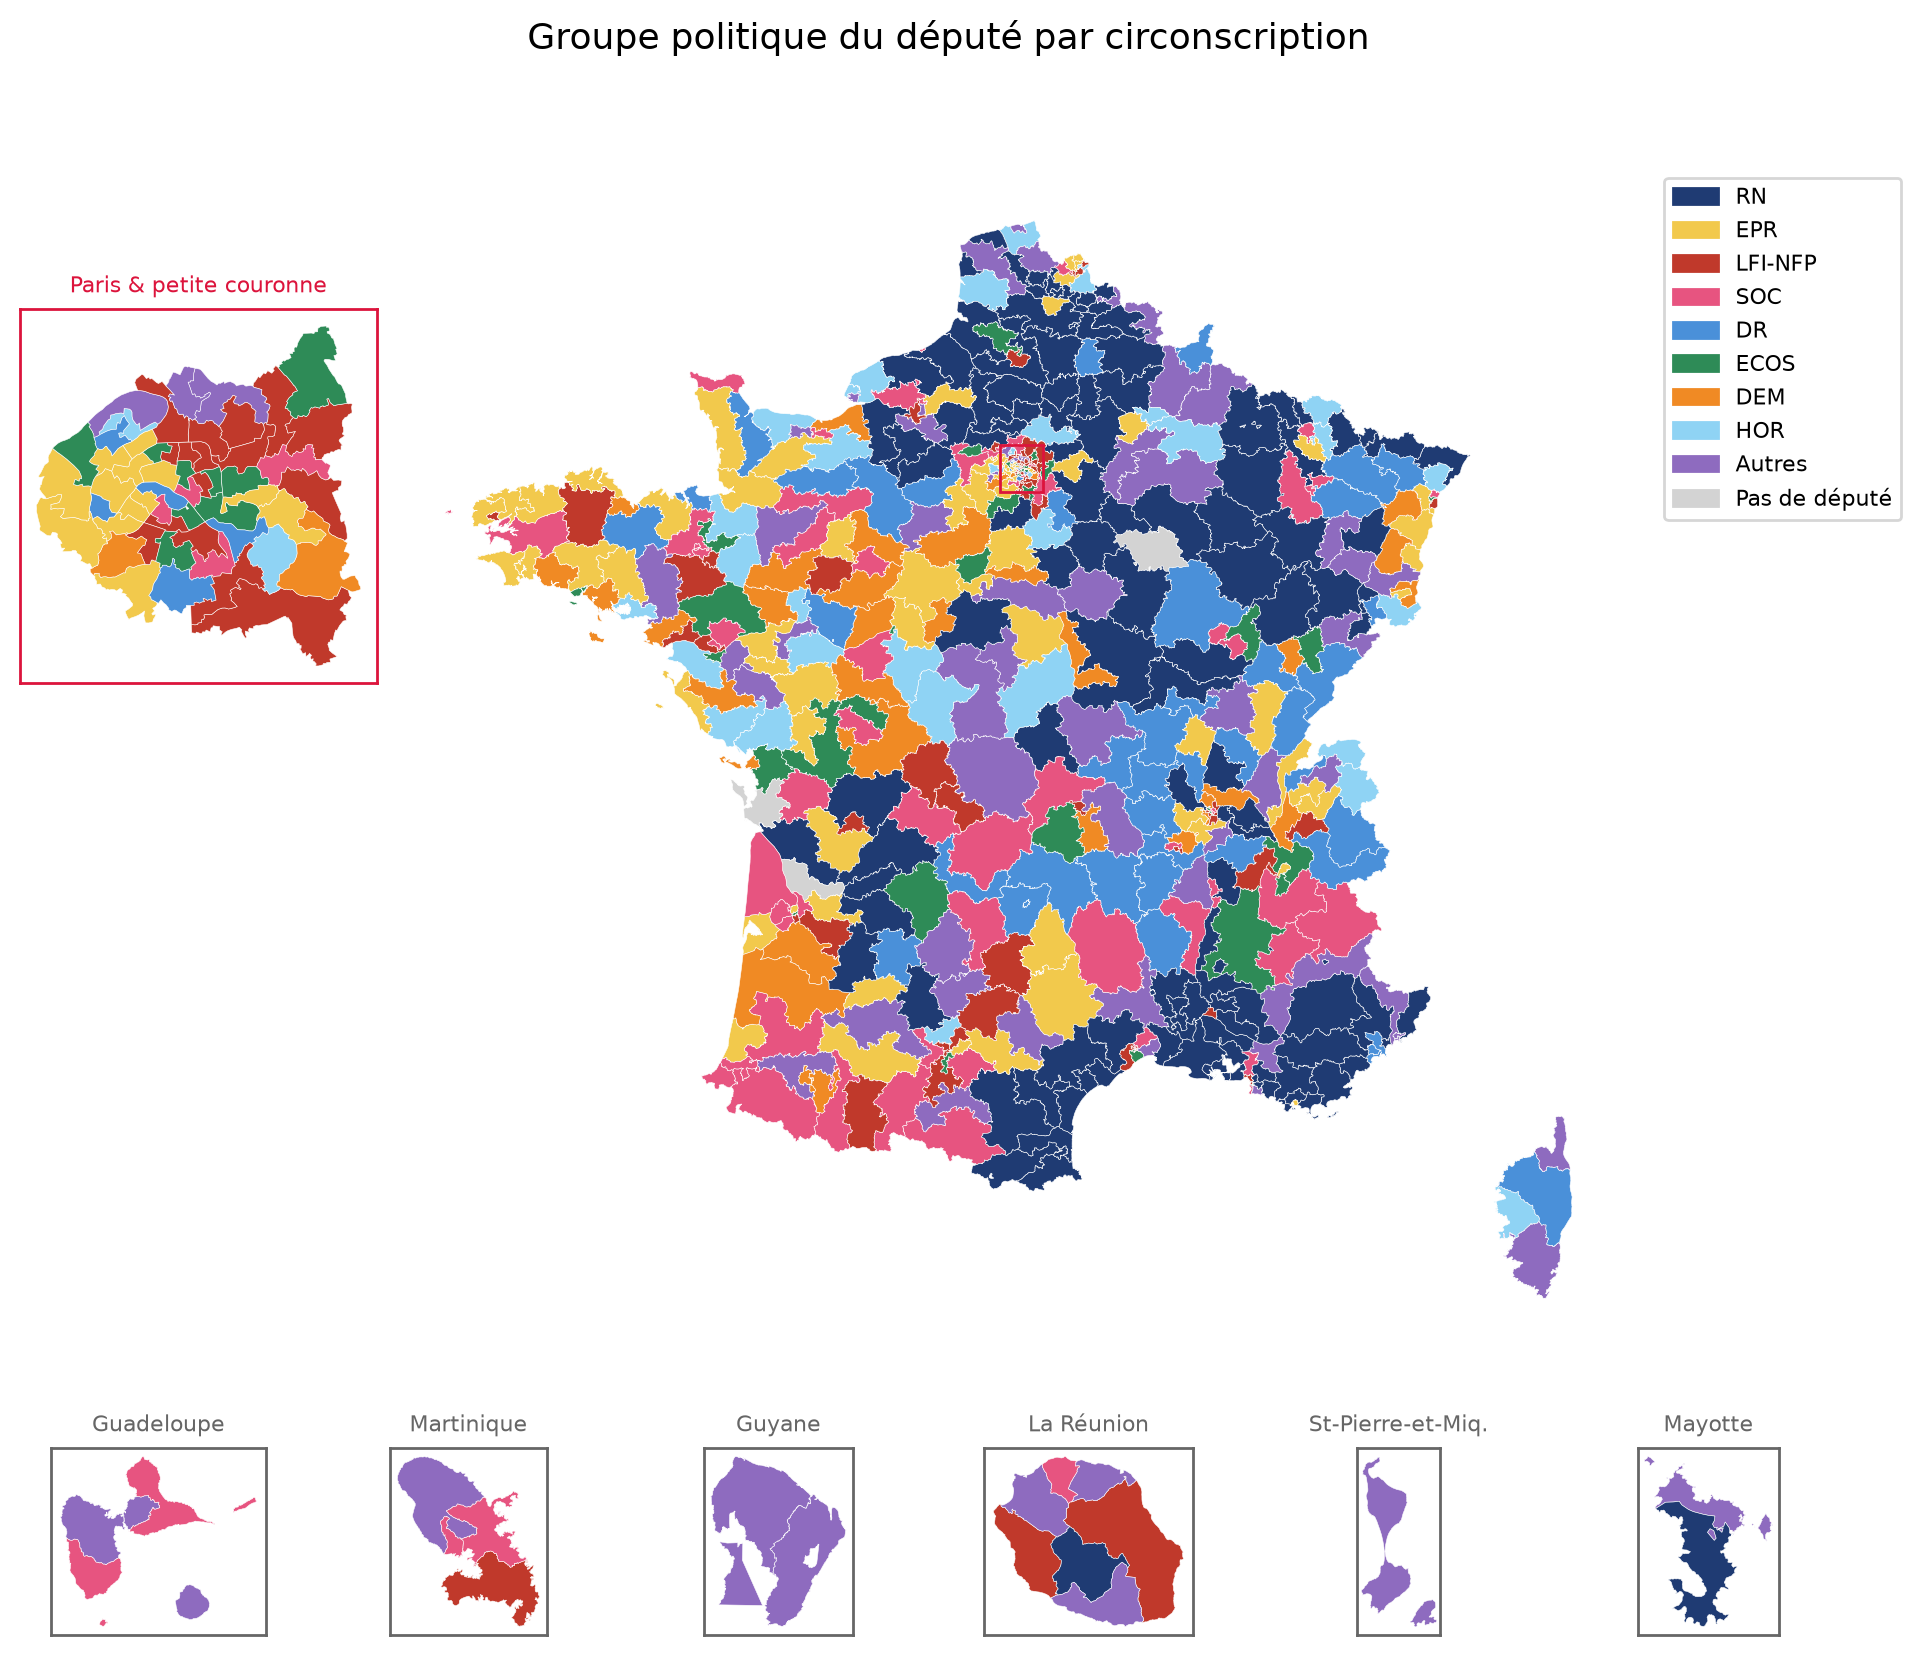 Groupe politique du député par circonscription
RN
EPR
LFI-NFP
SOC
DR
ECOS
DEM
HOR
Autres
Pas de député
Paris & petite couronne
Guadeloupe
Martinique
Guyane
La Réunion
St-Pierre-et-Miq.
Mayotte